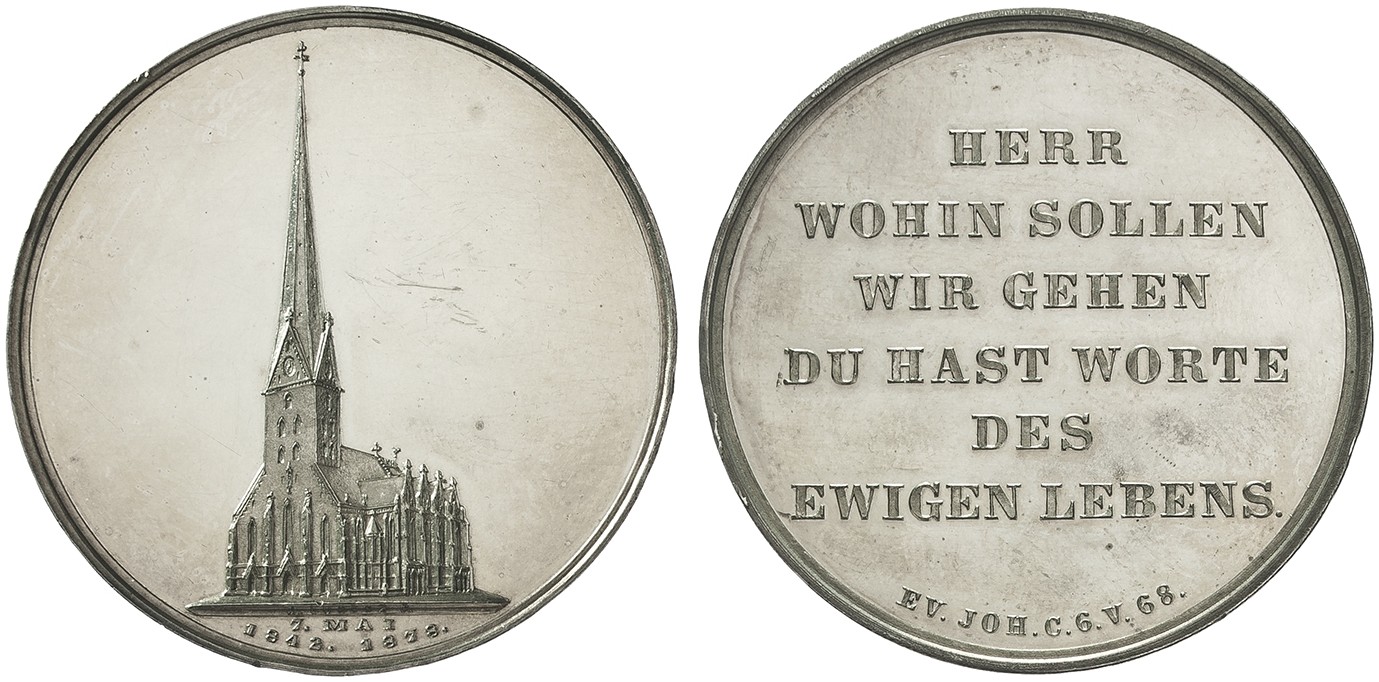 7. MAI
1842. 1878.
HERR
WOHIN SOLLEN
WIR GEHEN
DU HAST WORTE
DES
EWIGEN LEBENS.
EV. JOH. C. 6. V. 68.